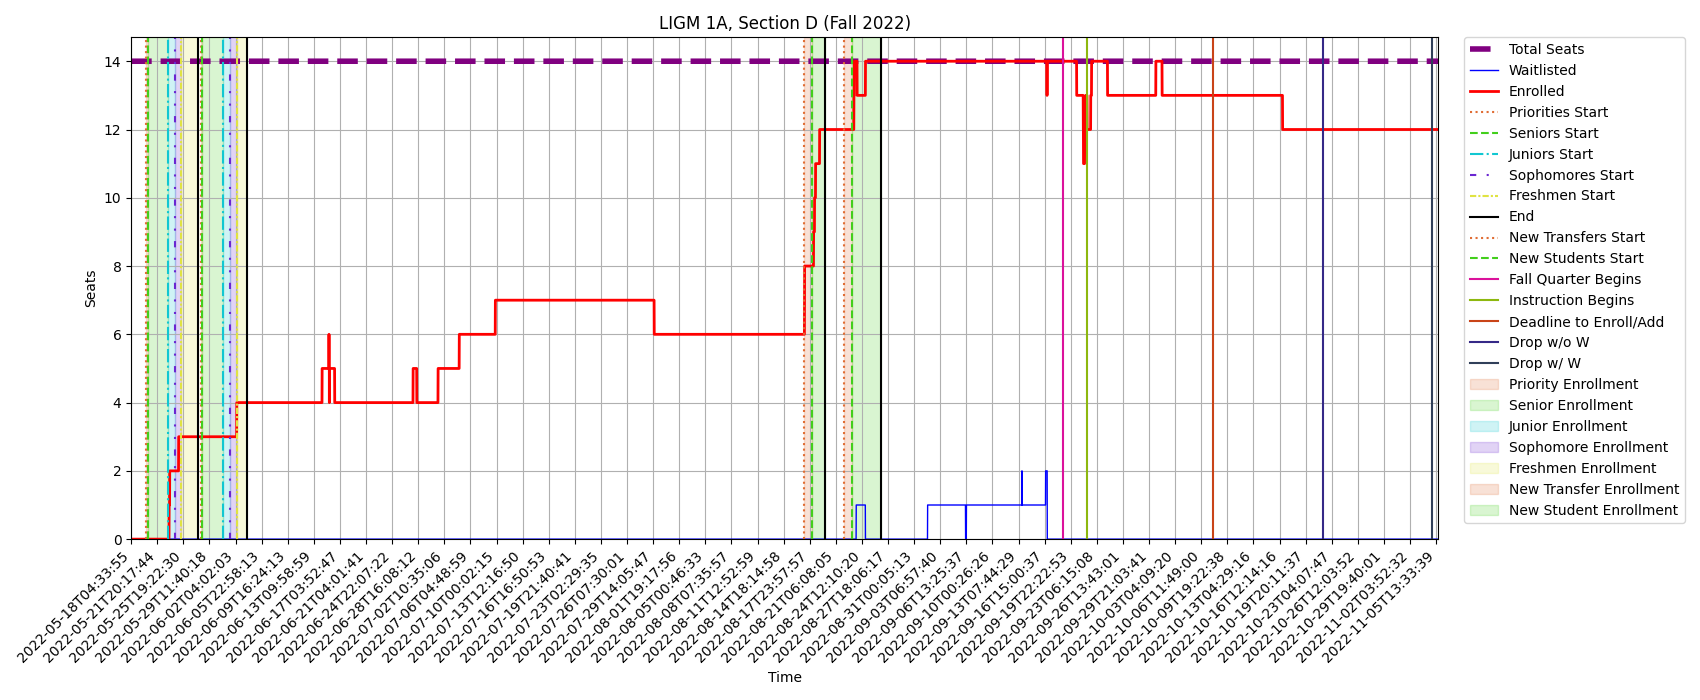 LIGM 1A, Section D (Fall 2022)
Seats
14
12
10
8
6
4
2
0
2022-05-18T04:33:55
2022-05-21T20:17:44
2022-05-25T19:22:30
2022-05-29T11:40:18
2022-06-02T04:02:03
2022-06-05T22:58:13
2022-06-09T16:24:13
2022-06-13T09:58:59
2022-06-17T03:52:47
2022-06-21T04:01:41
2022-06-24T22:07:22
2022-06-28T16:08:12
2022-07-02T10:35:06
2022-07-06T04:48:59
2022-07-10T00:02:15
2022-07-13T12:16:50
2022-07-16T16:50:53
2022-07-19T21:40:41
2022-07-23T02:29:35
2022-07-26T07:30:01
2022-07-29T14:05:47
2022-08-01T19:17:56
2022-08-05T00:46:33
2022-08-08T07:35:57
2022-08-11T12:52:59
2022-08-14T18:14:58
2022-08-17T23:57:57
2022-08-21T06:08:05
2022-08-24T12:10:20
2022-08-27T18:06:17
2022-08-31T00:05:13
2022-09-03T06:57:40
2022-09-06T13:25:37
2022-09-10T00:26:26
2022-09-13T07:44:29
2022-09-16T15:00:37
2022-09-19T22:22:53
2022-09-23T06:15:08
2022-09-26T13:43:01
2022-09-29T21:03:41
2022-10-03T04:09:20
2022-10-06T11:49:00
2022-10-09T19:22:38
2022-10-13T04:29:16
2022-10-16T12:14:16
2022-10-19T20:11:37
2022-10-23T04:07:47
2022-10-26T12:03:52
2022-10-29T19:40:01
2022-11-02T03:52:32
2022-11-05T13:33:39
Time
Total Seats
Waitlisted
Enrolled
Priorities Start
Seniors Start
Juniors Start
Sophomores Start
Freshmen Start
End
New Transfers Start
New Students Start
Fall Quarter Begins
Instruction Begins
Deadline to Enroll/Add
Drop w/o W
Drop w/ W
Priority Enrollment
Senior Enrollment
Junior Enrollment
Sophomore Enrollment
Freshmen Enrollment
New Transfer Enrollment
New Student Enrollment